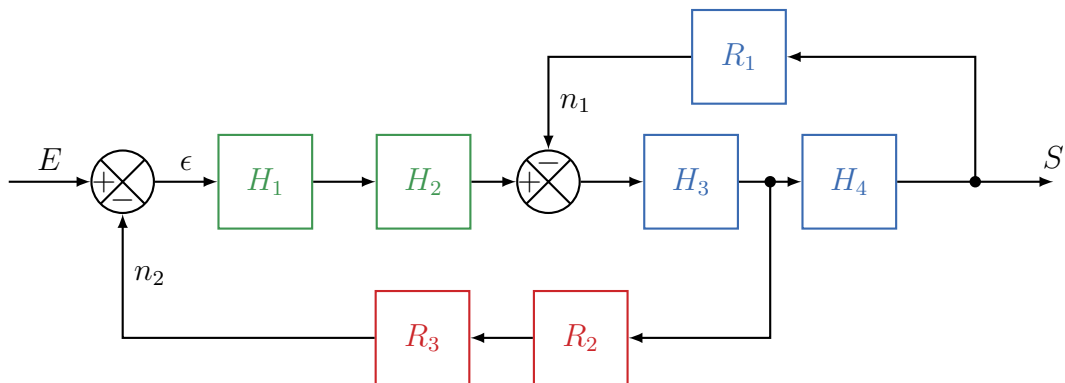 R₁
n₁
E
+
−
ϵ
H₁
H₂
+
−
H₃
H₄
S
n₂
R₃
R₂